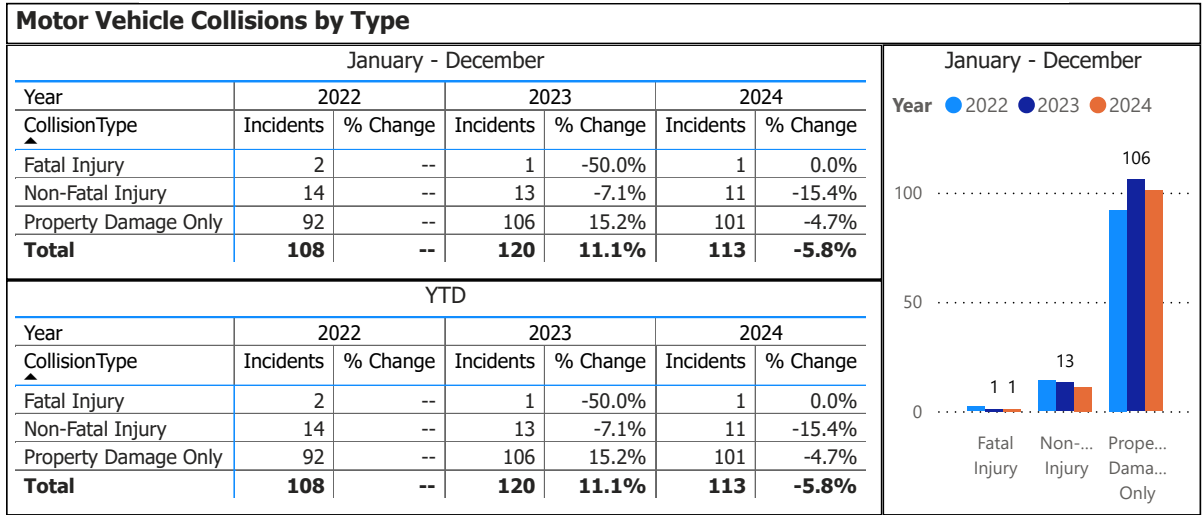 Motor Vehicle Collisions by Type
January - December
Year 2022 2023 2024
CollisionType Incidents % Change Incidents % Change Incidents % Change
Fatal Injury 2 -- 1 -50.0% 1 0.0%
Non-Fatal Injury 14 -- 13 -7.1% 11 -15.4%
Property Damage Only 92 -- 106 15.2% 101 -4.7%
Total 108 -- 120 11.1% 113 -5.8%
YTD
Year 2022 2023 2024
CollisionType Incidents % Change Incidents % Change Incidents % Change
Fatal Injury 2 -- 1 -50.0% 1 0.0%
Non-Fatal Injury 14 -- 13 -7.1% 11 -15.4%
Property Damage Only 92 -- 106 15.2% 101 -4.7%
Total 108 -- 120 11.1% 113 -5.8%
January - December
Year 2022 2023 2024
106
100
50
13
1 1
0
Fatal Non-... Prope...
Injury Injury Dama...
Only